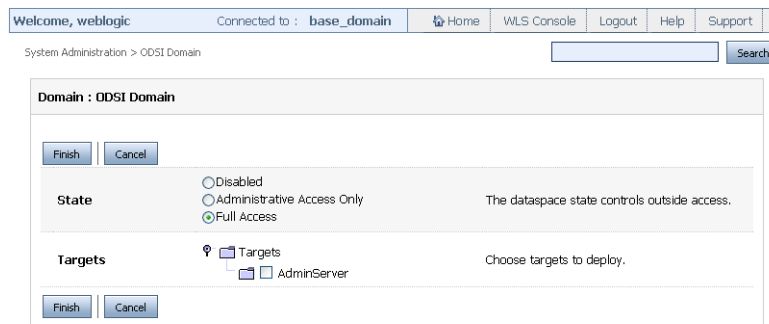 Welcome, weblogic Connected to : base_domain Home WLS Console Logout Help Support
System Administration > ODSI Domain Search
Domain : ODSI Domain
Finish Cancel
State
Disabled
Administrative Access Only
Full Access
The dataspace state controls outside access.
Targets
Targets
AdminServer
Choose targets to deploy.
Finish Cancel